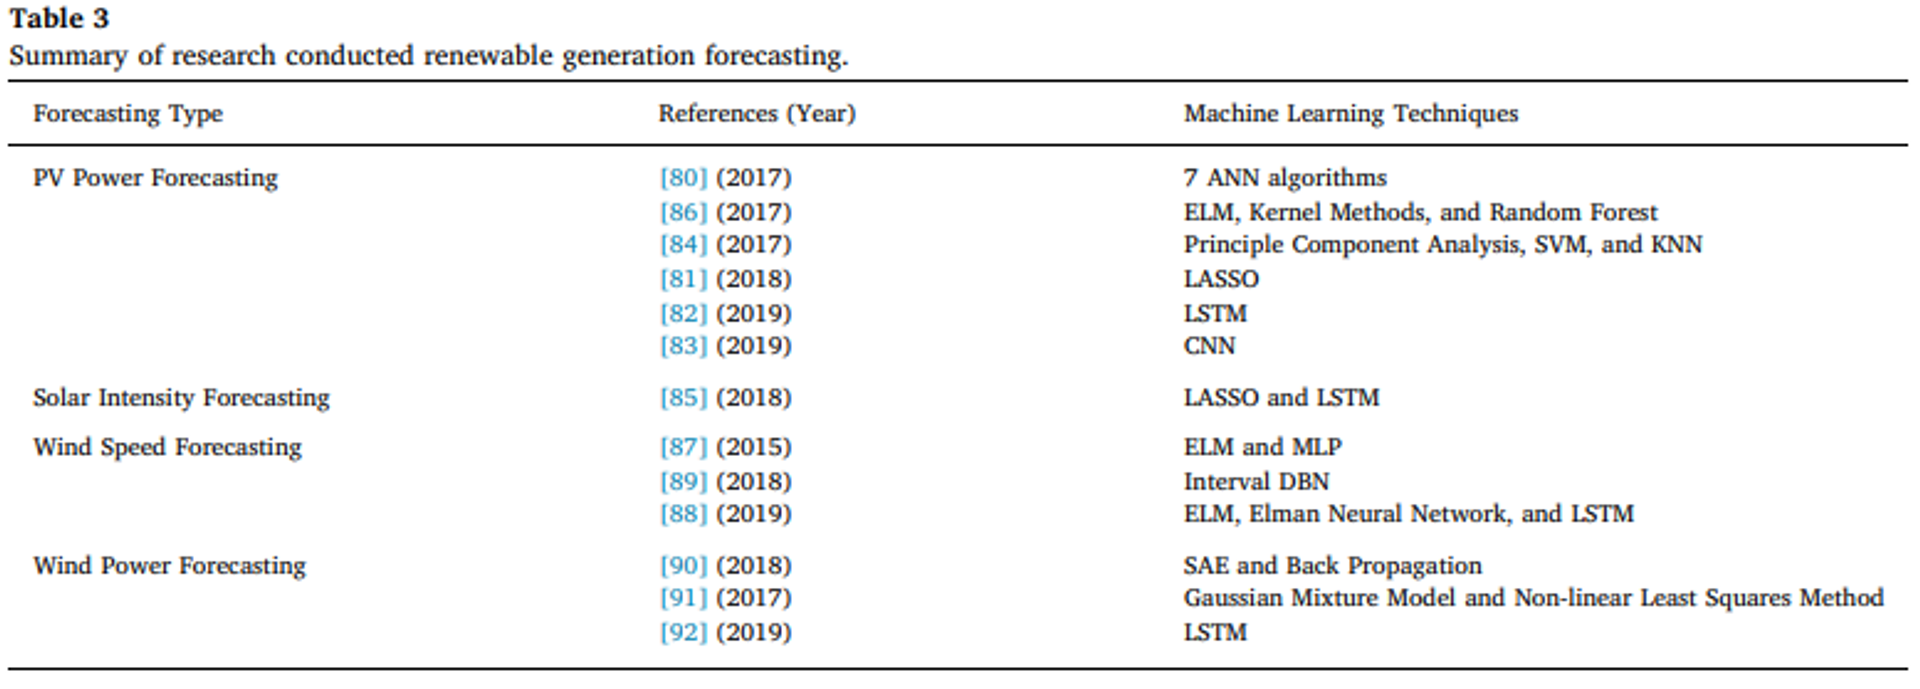 Table 3
Summary of research conducted renewable generation forecasting.
Forecasting Type References (Year) Machine Learning Techniques
PV Power Forecasting [80] (2017) 7 ANN algorithms
[86] (2017) ELM, Kernel Methods, and Random Forest
[84] (2017) Principle Component Analysis, SVM, and KNN
[81] (2018) LASSO
[82] (2019) LSTM
[83] (2019) CNN
Solar Intensity Forecasting [85] (2018) LASSO and LSTM
Wind Speed Forecasting [87] (2015) ELM and MLP
[89] (2018) Interval DBN
[88] (2019) ELM, Elman Neural Network, and LSTM
Wind Power Forecasting [90] (2018) SAE and Back Propagation
[91] (2017) Gaussian Mixture Model and Non-linear Least Squares Method
[92] (2019) LSTM